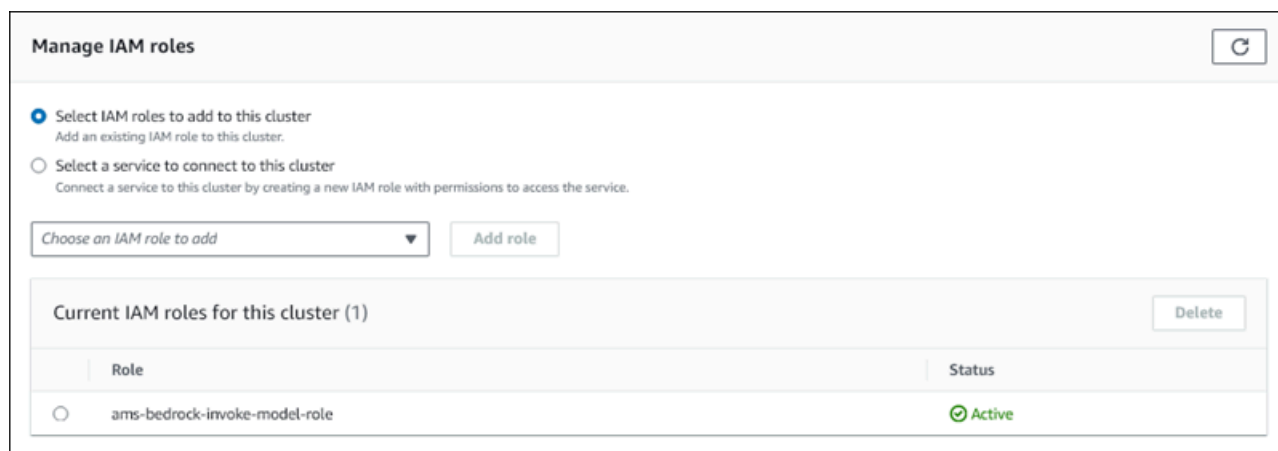 Manage IAM roles
Select IAM roles to add to this cluster
Add an existing IAM role to this cluster.
Select a service to connect to this cluster
Connect a service to this cluster by creating a new IAM role with permissions to access the service.
Choose an IAM role to add
Add role
Current IAM roles for this cluster (1)
Delete
Role Status
ams-bedrock-invoke-model-role Active